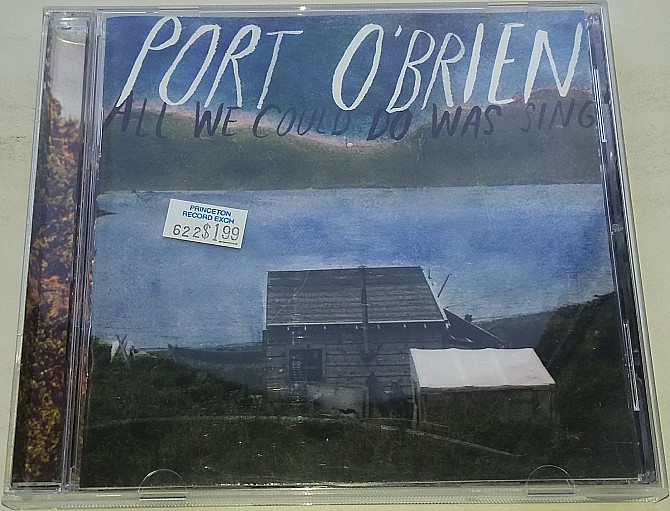 PORT O'BRIEN
ALL WE COULD DO WAS SING
PRINCETON
RECORD EXCH
622$1.99